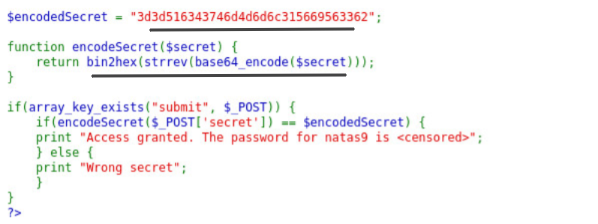 $encodedSecret = "3d3d516343746d4d6d6c315669563362";
function encodeSecret($secret) {
return bin2hex(strrev(base64_encode($secret)));
}
if(array_key_exists("submit", $_POST)) {
if(encodeSecret($_POST['secret']) == $encodedSecret) {
print "Access granted. The password for natas9 is <censored>";
} else {
print "Wrong secret";
}
}
?>